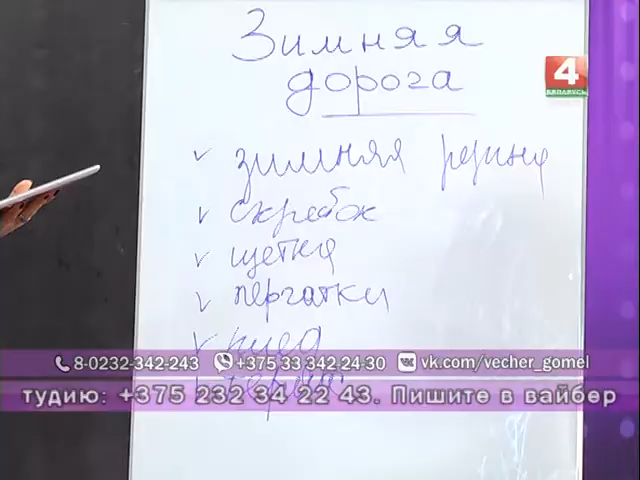 Зимняя
дорога
4
БЕЛАРУСЬ
✓ зимняя резина
✓ скребок
✓ щетка
✓ перчатки
✓ плед
8-0232-342-243 +375 33 342-24-30 vk.com/vecher_gomel
тудию: +375 232 34 22 43. Пишите в вайбер